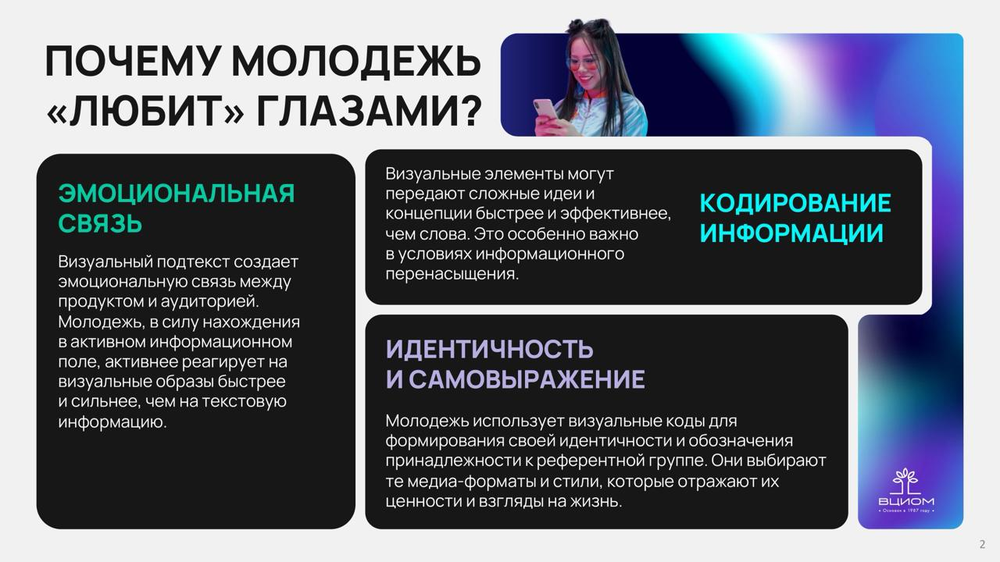 ПОЧЕМУ МОЛОДЕЖЬ
«ЛЮБИТ» ГЛАЗАМИ?
ЭМОЦИОНАЛЬНАЯ
СВЯЗЬ
Визуальный подтекст создает
эмоциональную связь между
продуктом и аудиторией.
Молодежь, в силу нахождения
в активном информационном
поле, активнее реагирует на
визуальные образы быстрее
и сильнее, чем на текстовую
информацию.
Визуальные элементы могут
передают сложные идеи и
концепции быстрее и эффективнее,
чем слова. Это особенно важно
в условиях информационного
перенасыщения.
КОДИРОВАНИЕ
ИНФОРМАЦИИ
ИДЕНТИЧНОСТЬ
И САМОВЫРАЖЕНИЕ
Молодежь использует визуальные коды для
формирования своей идентичности и обозначения
принадлежности к референтной группе. Они выбирают
те медиа-форматы и стили, которые отражают их
ценности и взгляды на жизнь.
ВЦИОМ
• Основан в 1987 году •
2